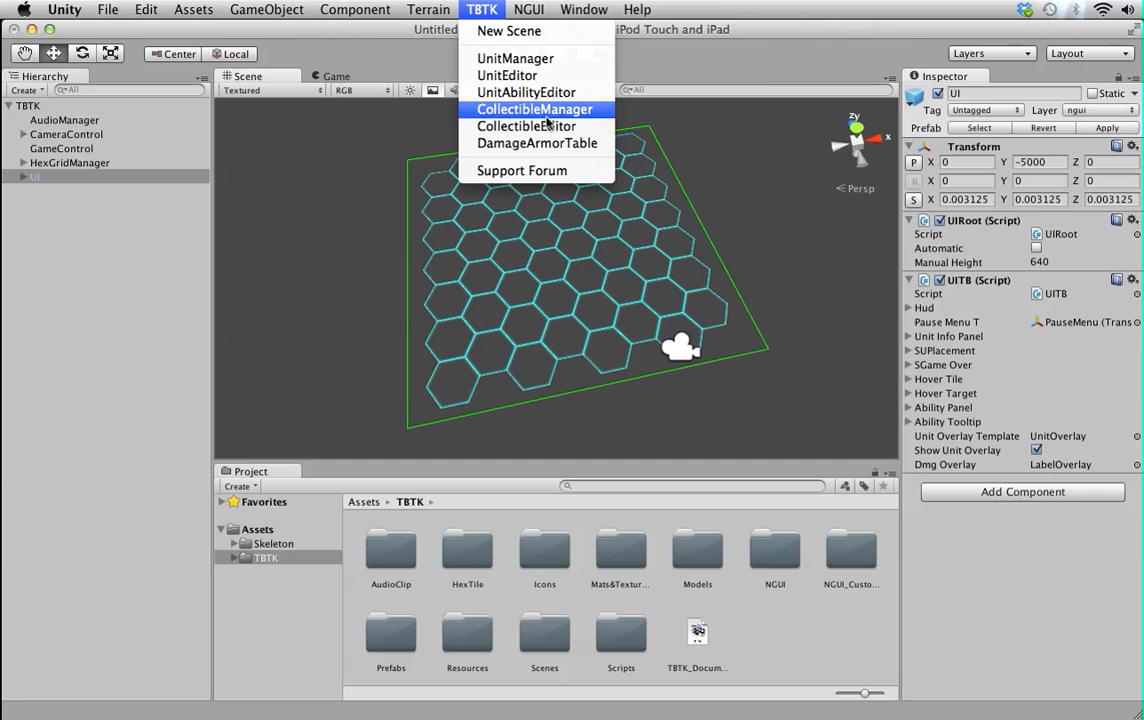 Unity File Edit Assets GameObject Component Terrain TBTK NGUI Window Help
Untitled
iPod Touch and iPad
Center Local
Layers Layout
New Scene
UnitManager
UnitEditor
UnitAbilityEditor
CollectibleManager
CollectibleEditor
DamageArmorTable
Support Forum
Hierarchy
Create
All
TBTK
AudioManager
CameraControl
GameControl
HexGridManager
UI
Scene Game
Textured RGB
All
zy
x
Persp
Inspector
UI Static
Tag Untagged Layer ngui
Prefab Select Revert Apply
Transform
P X 0 Y -5000 Z 0
R X 0 Y 0 Z 0
S X 0.003125 Y 0.003125 Z 0.003125
UIRoot (Script)
Script UIRoot
Automatic
Manual Height 640
UITB (Script)
Script UITB
Hud
Pause Menu T PauseMenu (Trans
Unit Info Panel
SUPlacement
SGame Over
Hover Tile
Hover Target
Ability Panel
Ability Tooltip
Unit Overlay Template UnitOverlay
Show Unit Overlay
Dmg Overlay LabelOverlay
Add Component
Project
Create
Favorites
Assets
Skeleton
TBTK
Assets TBTK
AudioClip HexTile Icons Mats&Textur... Models NGUI NGUI_Custo...
Prefabs Resources Scenes Scripts TBTK_Docum...